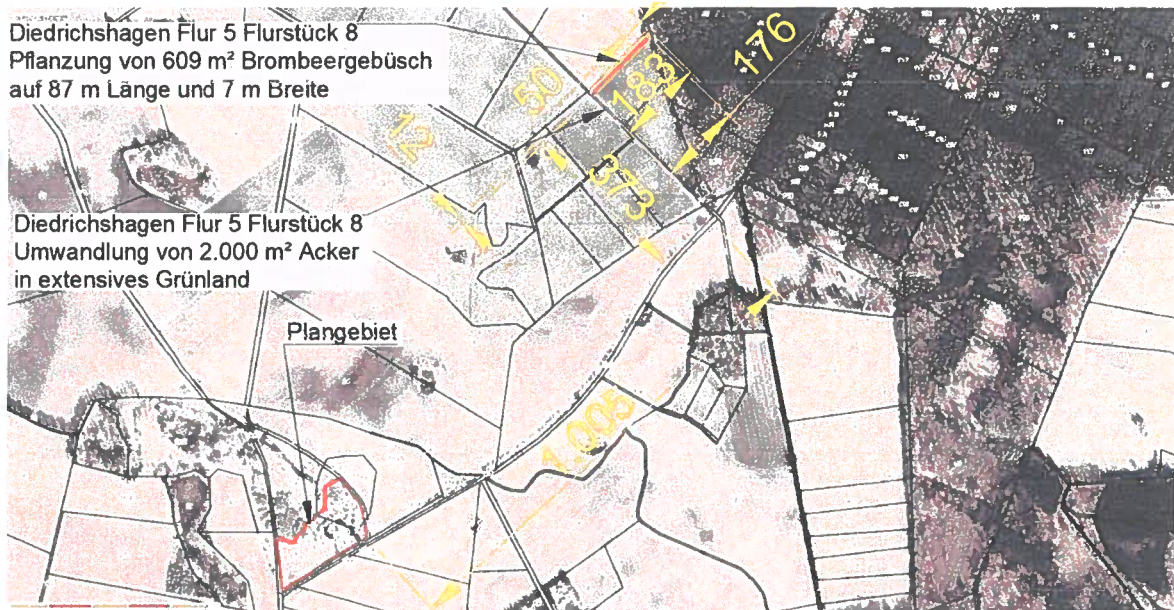 Diedrichshagen Flur 5 Flurstück 8
Pflanzung von 609 m² Brombeergebüsch
auf 87 m Länge und 7 m Breite
176
183
50
12
373
Diedrichshagen Flur 5 Flurstück 8
Umwandlung von 2.000 m² Acker
in extensives Grünland
Plangebiet
1.005